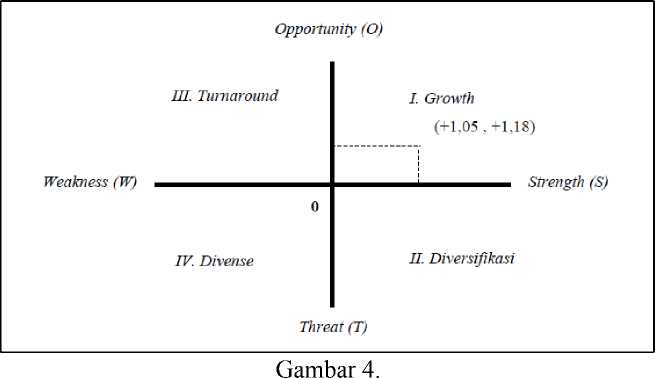 Opportunity (O)
III. Turnaround
I. Growth
(+1,05 , +1,18)
Weakness (W)
Strength (S)
0
IV. Divense
II. Diversifikasi
Threat (T)
Gambar 4.